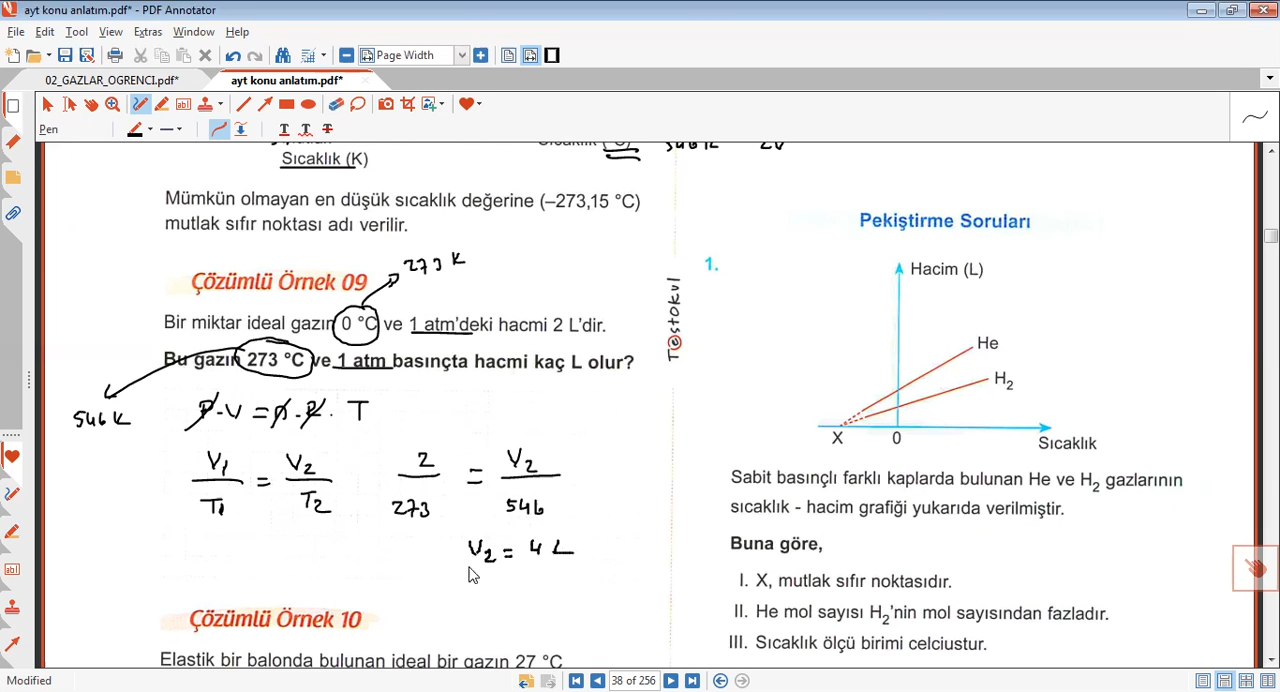 ayt konu anlatım.pdf* - PDF Annotator
File Edit Tool View Extras Window Help
Page Width
02_GAZLAR_OGRENCI.pdf* ayt konu anlatım.pdf*
Pen
Sıcaklık (K)
546 K
Mümkün olmayan en düşük sıcaklık değerine (–273,15 °C)
mutlak sıfır noktası adı verilir.
273 K
Çözümlü Örnek 09
Bir miktar ideal gazın 0 °C ve 1 atm'deki hacmi 2 L'dir.
Bu gazın 273 °C ve 1 atm basınçta hacmi kaç L olur?
546 K
P.V = n.R.T
V1/T1 = V2/T2 2/273 = V2/546
V2 = 4 L
Çözümlü Örnek 10
Elastik bir balonda bulunan ideal bir gazın 27 °C
Testokul
Pekiştirme Soruları
1.
Hacim (L)
He
H2
X 0 Sıcaklık
Sabit basınçlı farklı kaplarda bulunan He ve H2 gazlarının
sıcaklık - hacim grafiği yukarıda verilmiştir.
Buna göre,
I. X, mutlak sıfır noktasıdır.
II. He mol sayısı H2'nin mol sayısından fazladır.
III. Sıcaklık ölçü birimi celciustur.
Modified 38 of 256